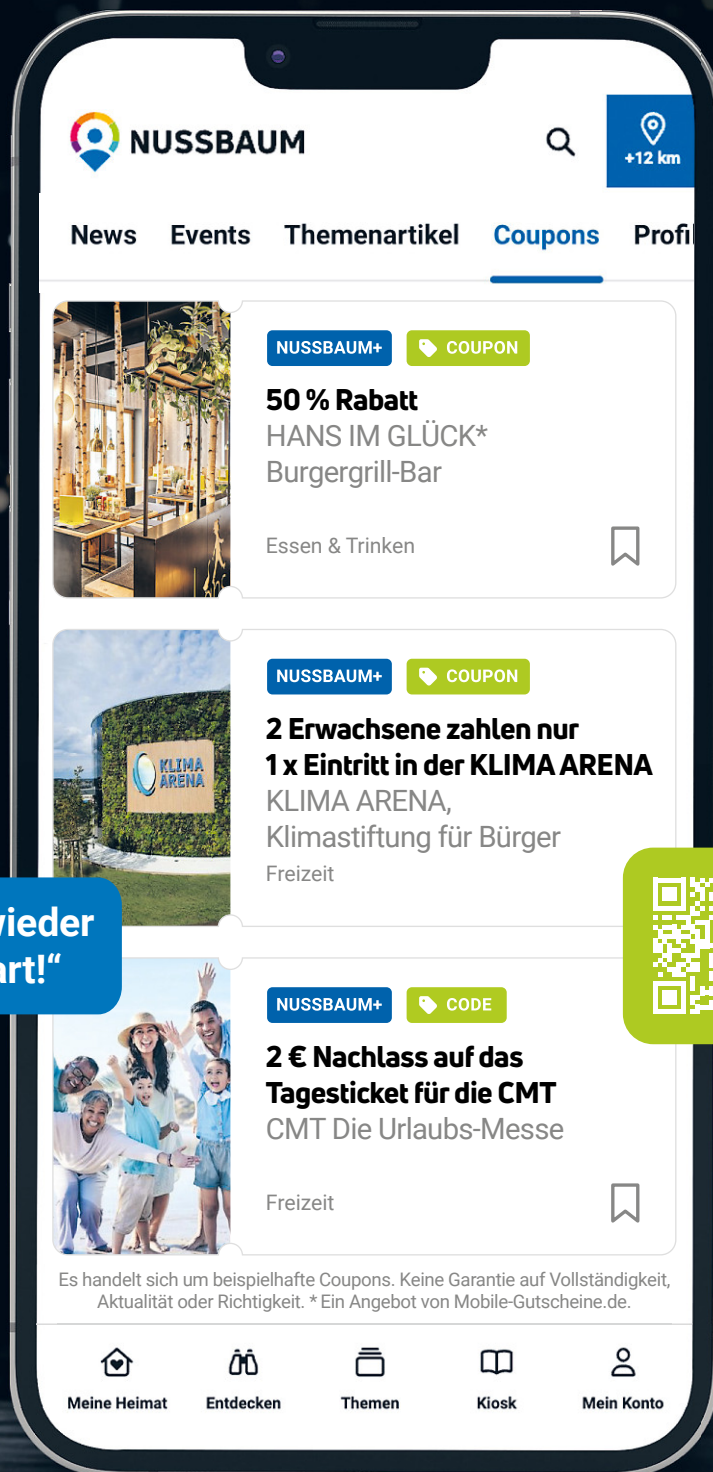 NUSSBAUM
+12 km
News Events Themenartikel Coupons
NUSSBAUM+ COUPON
50 % Rabatt
HANS IM GLÜCK*
Burgergrill-Bar
Essen & Trinken
NUSSBAUM+ COUPON
KLIMA
ARENA
2 Erwachsene zahlen nur
1 x Eintritt in der KLIMA ARENA
KLIMA ARENA,
Klimastiftung für Bürger
Freizeit
NUSSBAUM+ CODE
2 € Nachlass auf das
Tagesticket für die CMT
CMT Die Urlaubs-Messe
Freizeit
Es handelt sich um beispielhafte Coupons. Keine Garantie auf Vollständigkeit,
Aktualität oder Richtigkeit. * Ein Angebot von Mobile-Gutscheine.de.
Meine Heimat Entdecken Themen Kiosk Mein Konto